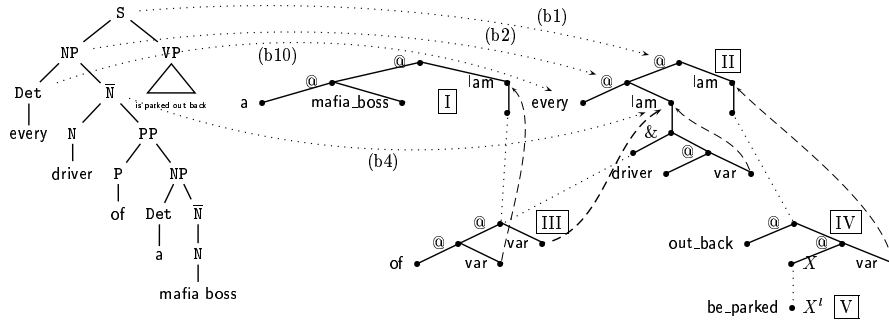 S
(b1)
(b2)
(b10)
NP
VP
@
@
II
Det
N̅
is parked out back
@
lam
@
lam
a
mafia_boss
I
every
lam
every
N
PP
&
(b4)
@
driver
P
NP
driver
var
of
Det
N̅
@
III
@
IV
@
var
out_back
@
a
N
of
var
X
var
mafia boss
be_parked
Xˡ
V